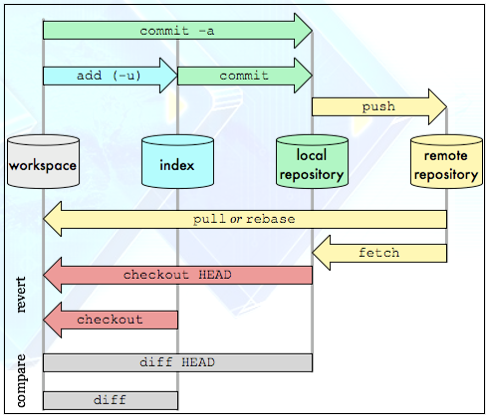 commit -a
add (-u)
commit
push
workspace
index
local
repository
remote
repository
pull or rebase
fetch
revert
checkout HEAD
checkout
compare
diff HEAD
diff